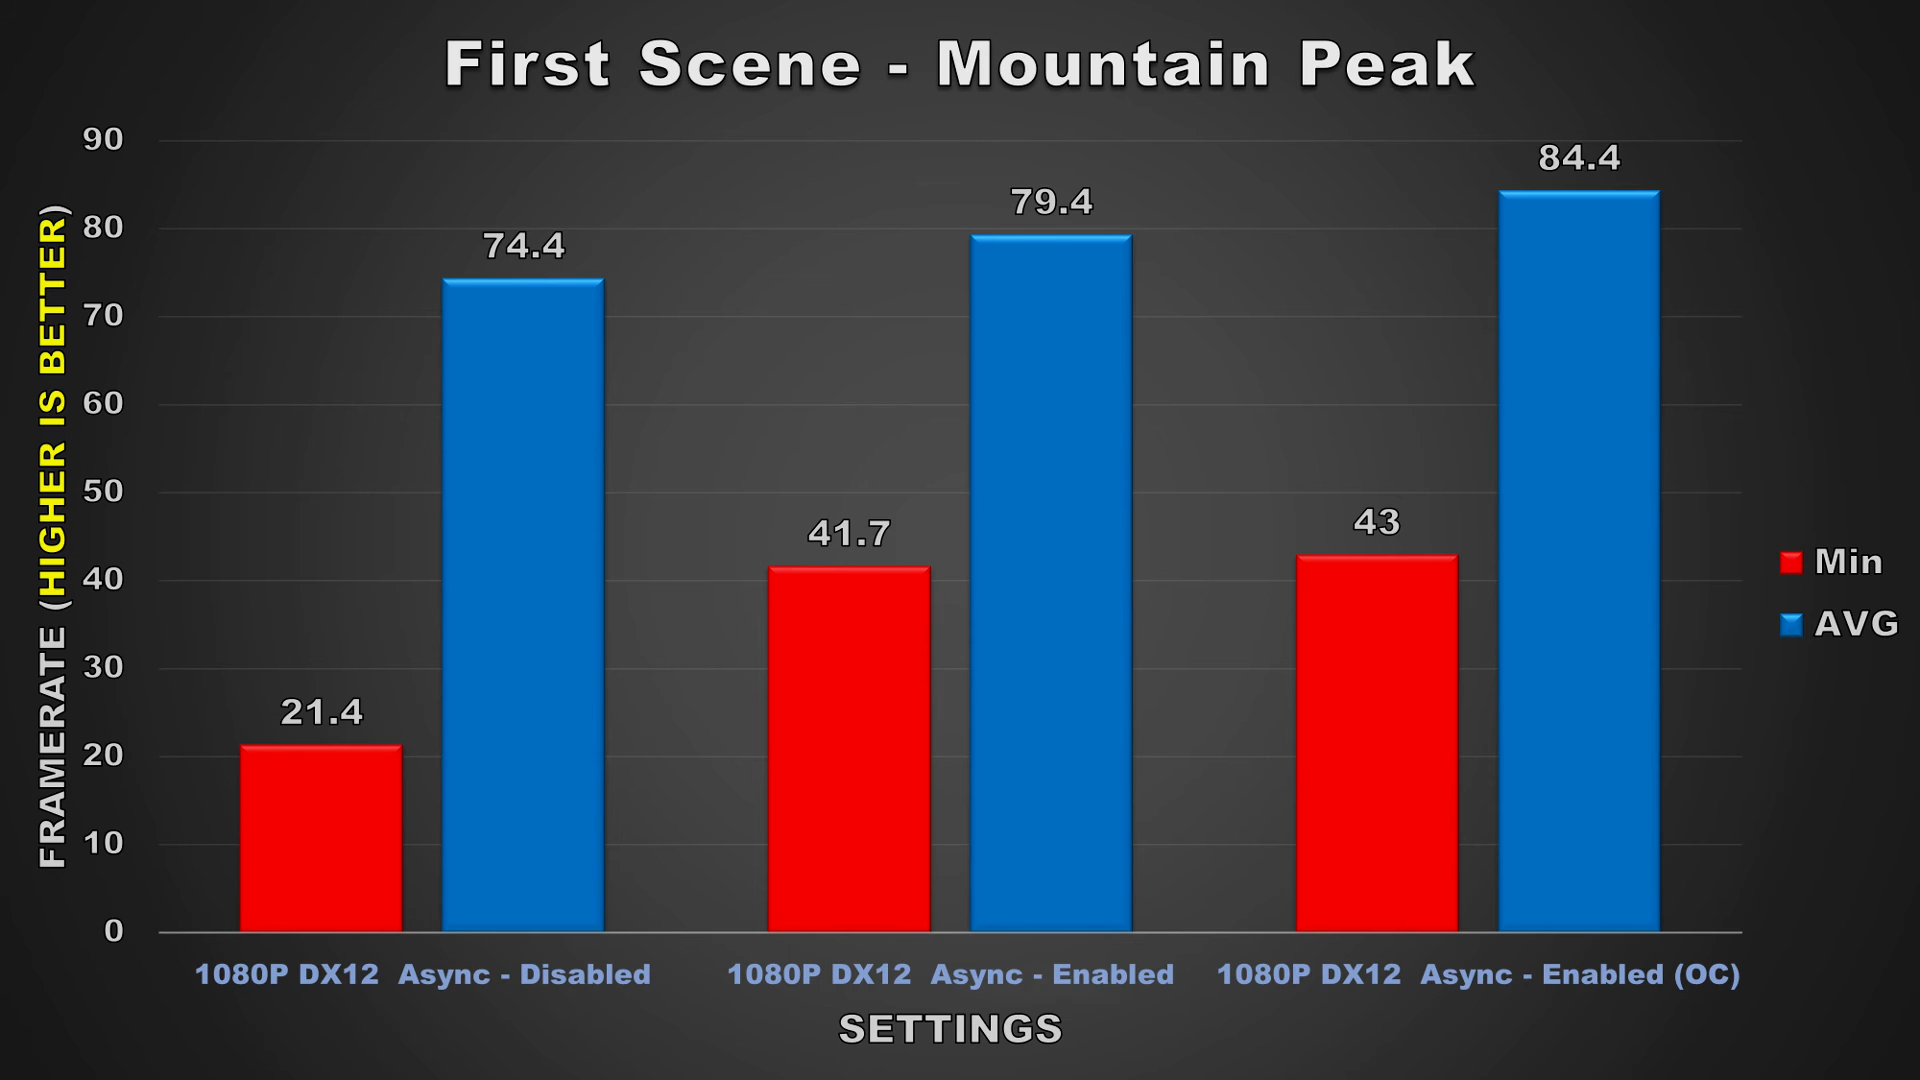 First Scene - Mountain Peak
FRAMERATE (HIGHER IS BETTER)
90
80
70
60
50
40
30
20
10
0
21.4
74.4
41.7
79.4
43
84.4
1080P DX12 Async - Disabled
1080P DX12 Async - Enabled
1080P DX12 Async - Enabled (OC)
SETTINGS
Min
AVG